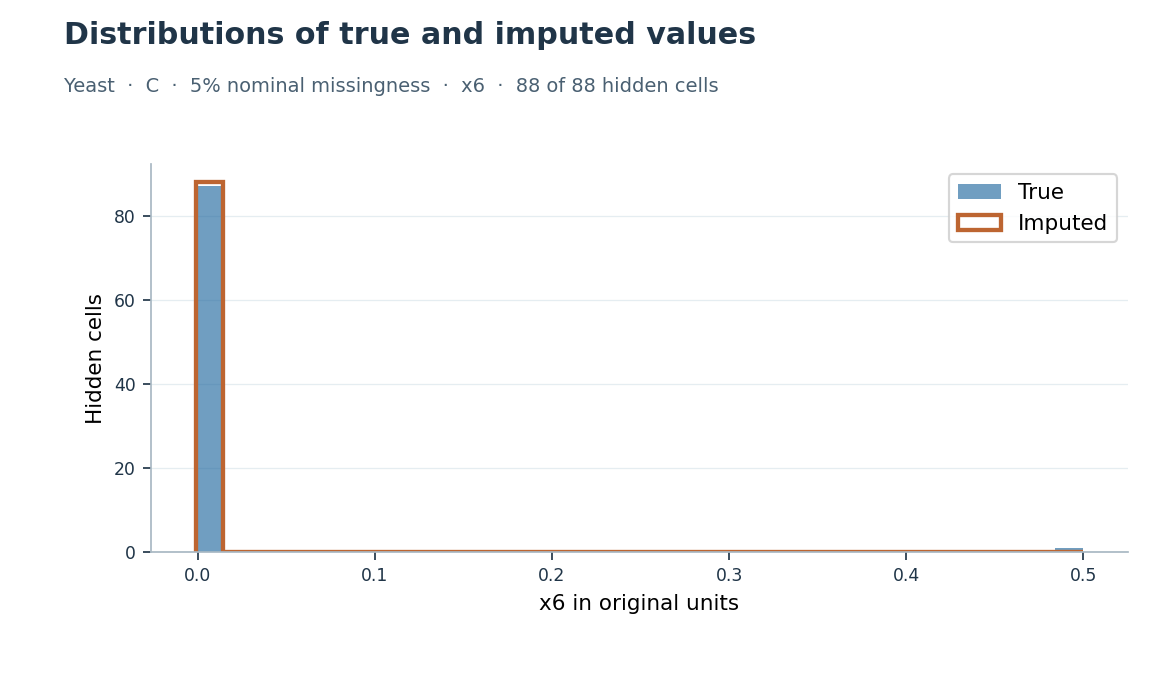 Distributions of true and imputed values
Yeast · C · 5% nominal missingness · x6 · 88 of 88 hidden cells
True
Imputed
Hidden cells
80
60
40
20
0
0.0 0.1 0.2 0.3 0.4 0.5
x6 in original units